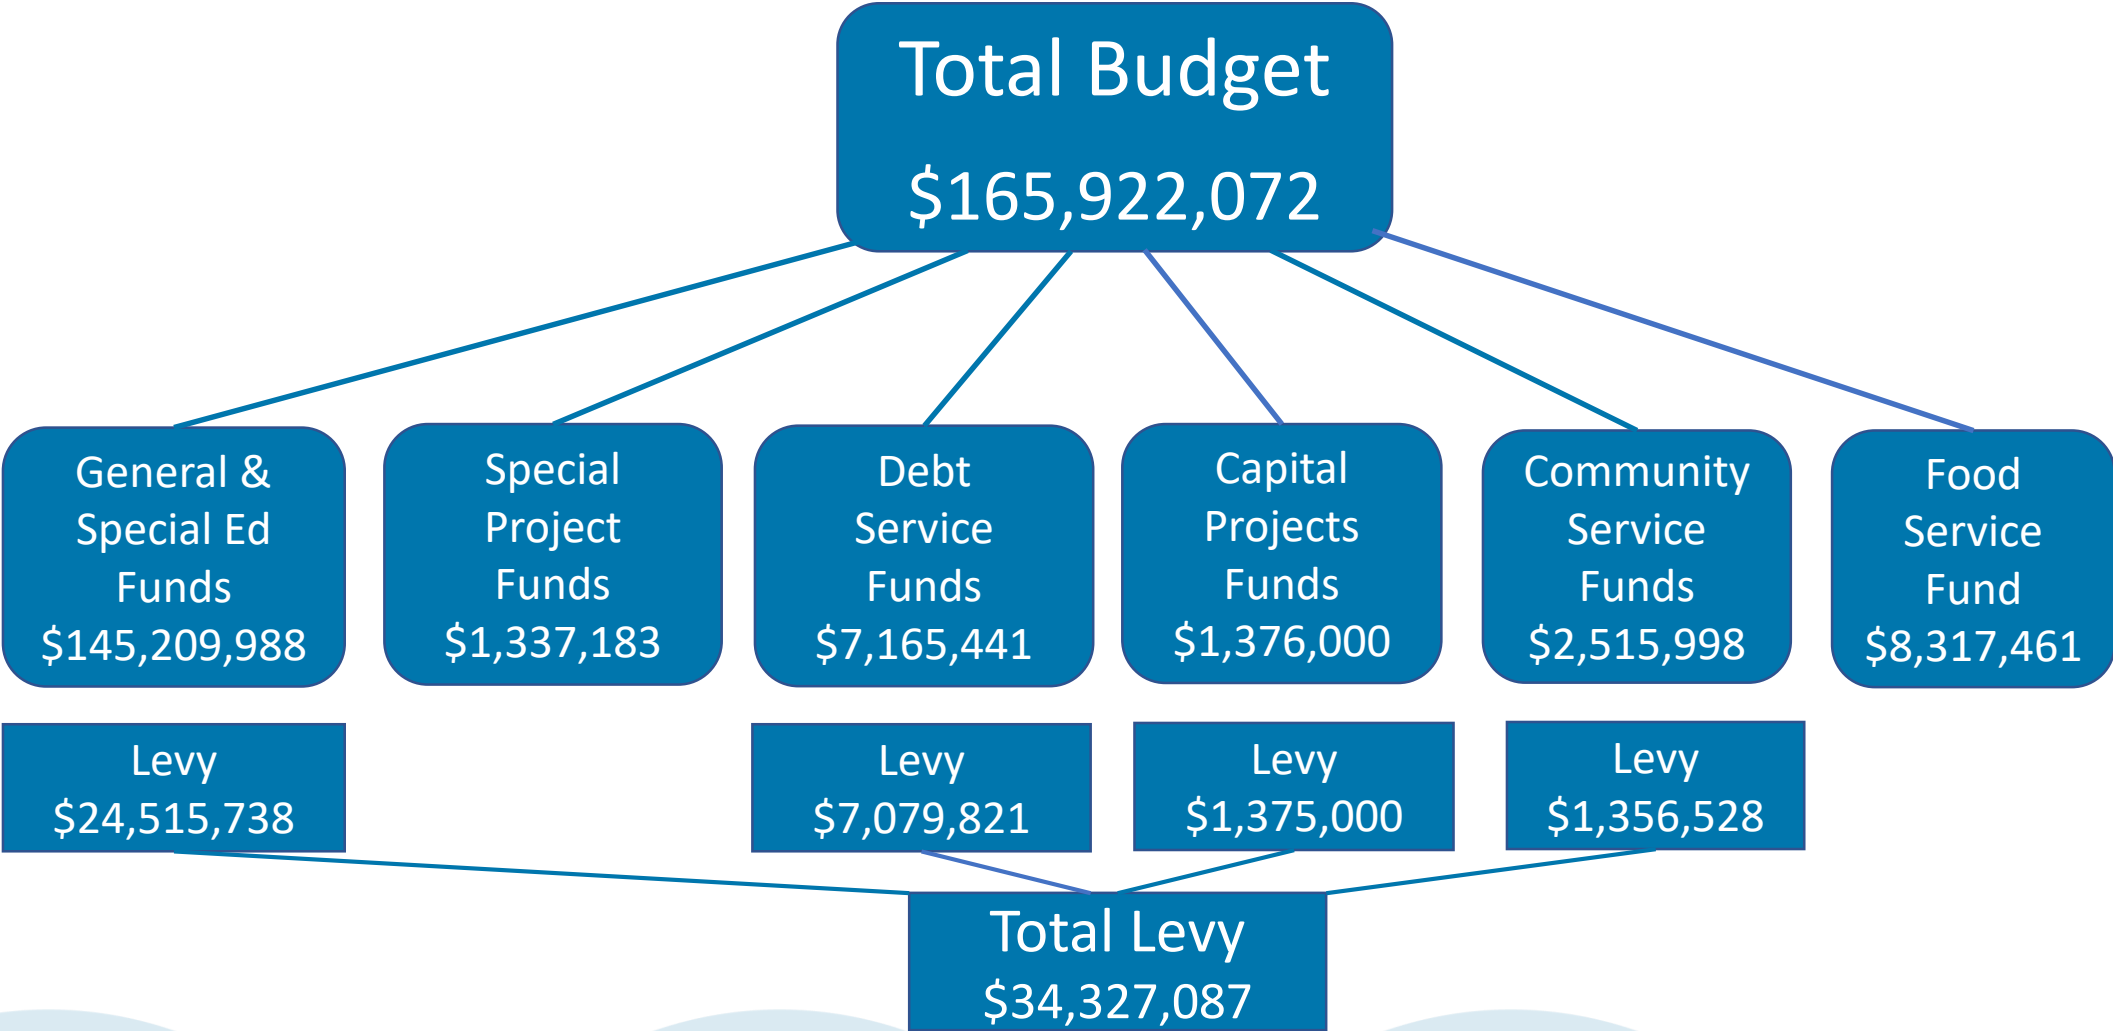 Total Budget
$165,922,072
General &
Special Ed
Funds
$145,209,988
Special
Project
Funds
$1,337,183
Debt
Service
Funds
$7,165,441
Capital
Projects
Funds
$1,376,000
Community
Service
Funds
$2,515,998
Food
Service
Fund
$8,317,461
Levy
$24,515,738
Levy
$7,079,821
Levy
$1,375,000
Levy
$1,356,528
Total Levy
$34,327,087